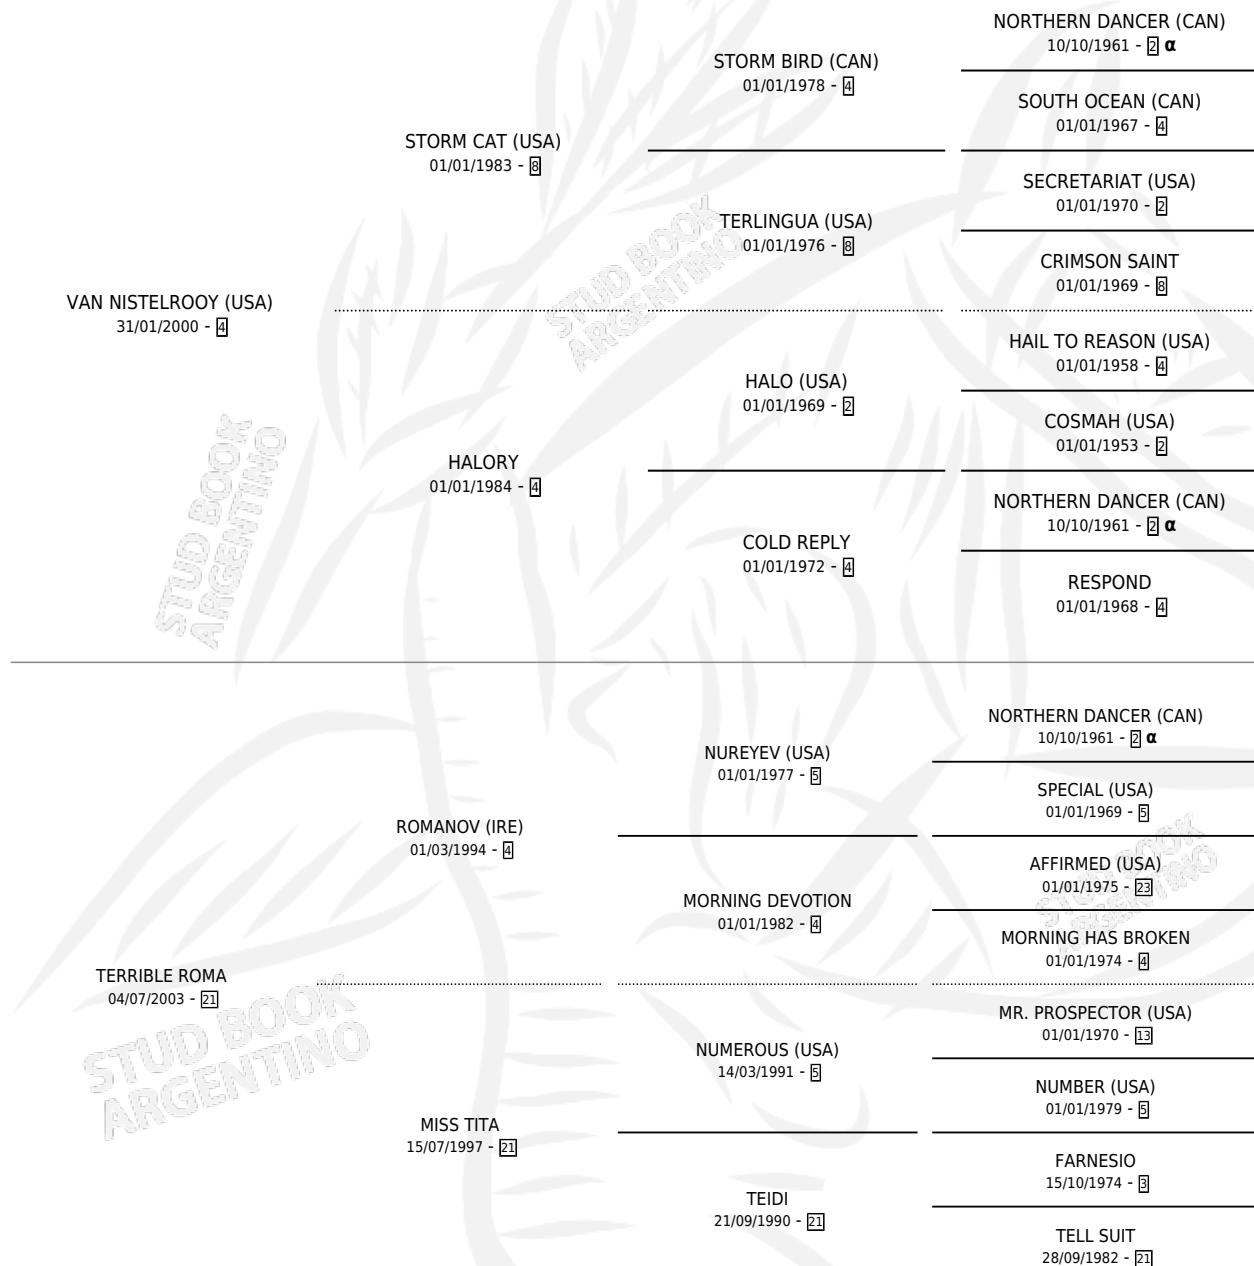 NORTHERN DANCER (CAN)
10/10/1961 - 2 α
STORM BIRD (CAN)
01/01/1978 - 4
SOUTH OCEAN (CAN)
01/01/1967 - 4
STORM CAT (USA)
01/01/1983 - 8
SECRETARIAT (USA)
01/01/1970 - 2
TERLINGUA (USA)
01/01/1976 - 8
CRIMSON SAINT
01/01/1969 - 8
VAN NISTELROOY (USA)
31/01/2000 - 4
HAIL TO REASON (USA)
01/01/1958 - 4
HALO (USA)
01/01/1969 - 2
COSMAH (USA)
01/01/1953 - 2
HALORY
01/01/1984 - 4
NORTHERN DANCER (CAN)
10/10/1961 - 2 α
COLD REPLY
01/01/1972 - 4
RESPOND
01/01/1968 - 4
NORTHERN DANCER (CAN)
10/10/1961 - 2 α
NUREYEV (USA)
01/01/1977 - 5
SPECIAL (USA)
01/01/1969 - 5
ROMANOV (IRE)
01/03/1994 - 4
AFFIRMED (USA)
01/01/1975 - 23
MORNING DEVOTION
01/01/1982 - 4
MORNING HAS BROKEN
01/01/1974 - 4
TERRIBLE ROMA
04/07/2003 - 21
MR. PROSPECTOR (USA)
01/01/1970 - 13
NUMEROUS (USA)
14/03/1991 - 5
NUMBER (USA)
01/01/1979 - 5
MISS TITA
15/07/1997 - 21
FARNESIO
15/10/1974 - 3
TEIDI
21/09/1990 - 21
TELL SUIT
28/09/1982 - 21
STUD BOOK
ARGENTINO
STUD BOOK
ARGENTINO
STUD BOOK
ARGENTINO
STUD BOOK
ARGENTINO